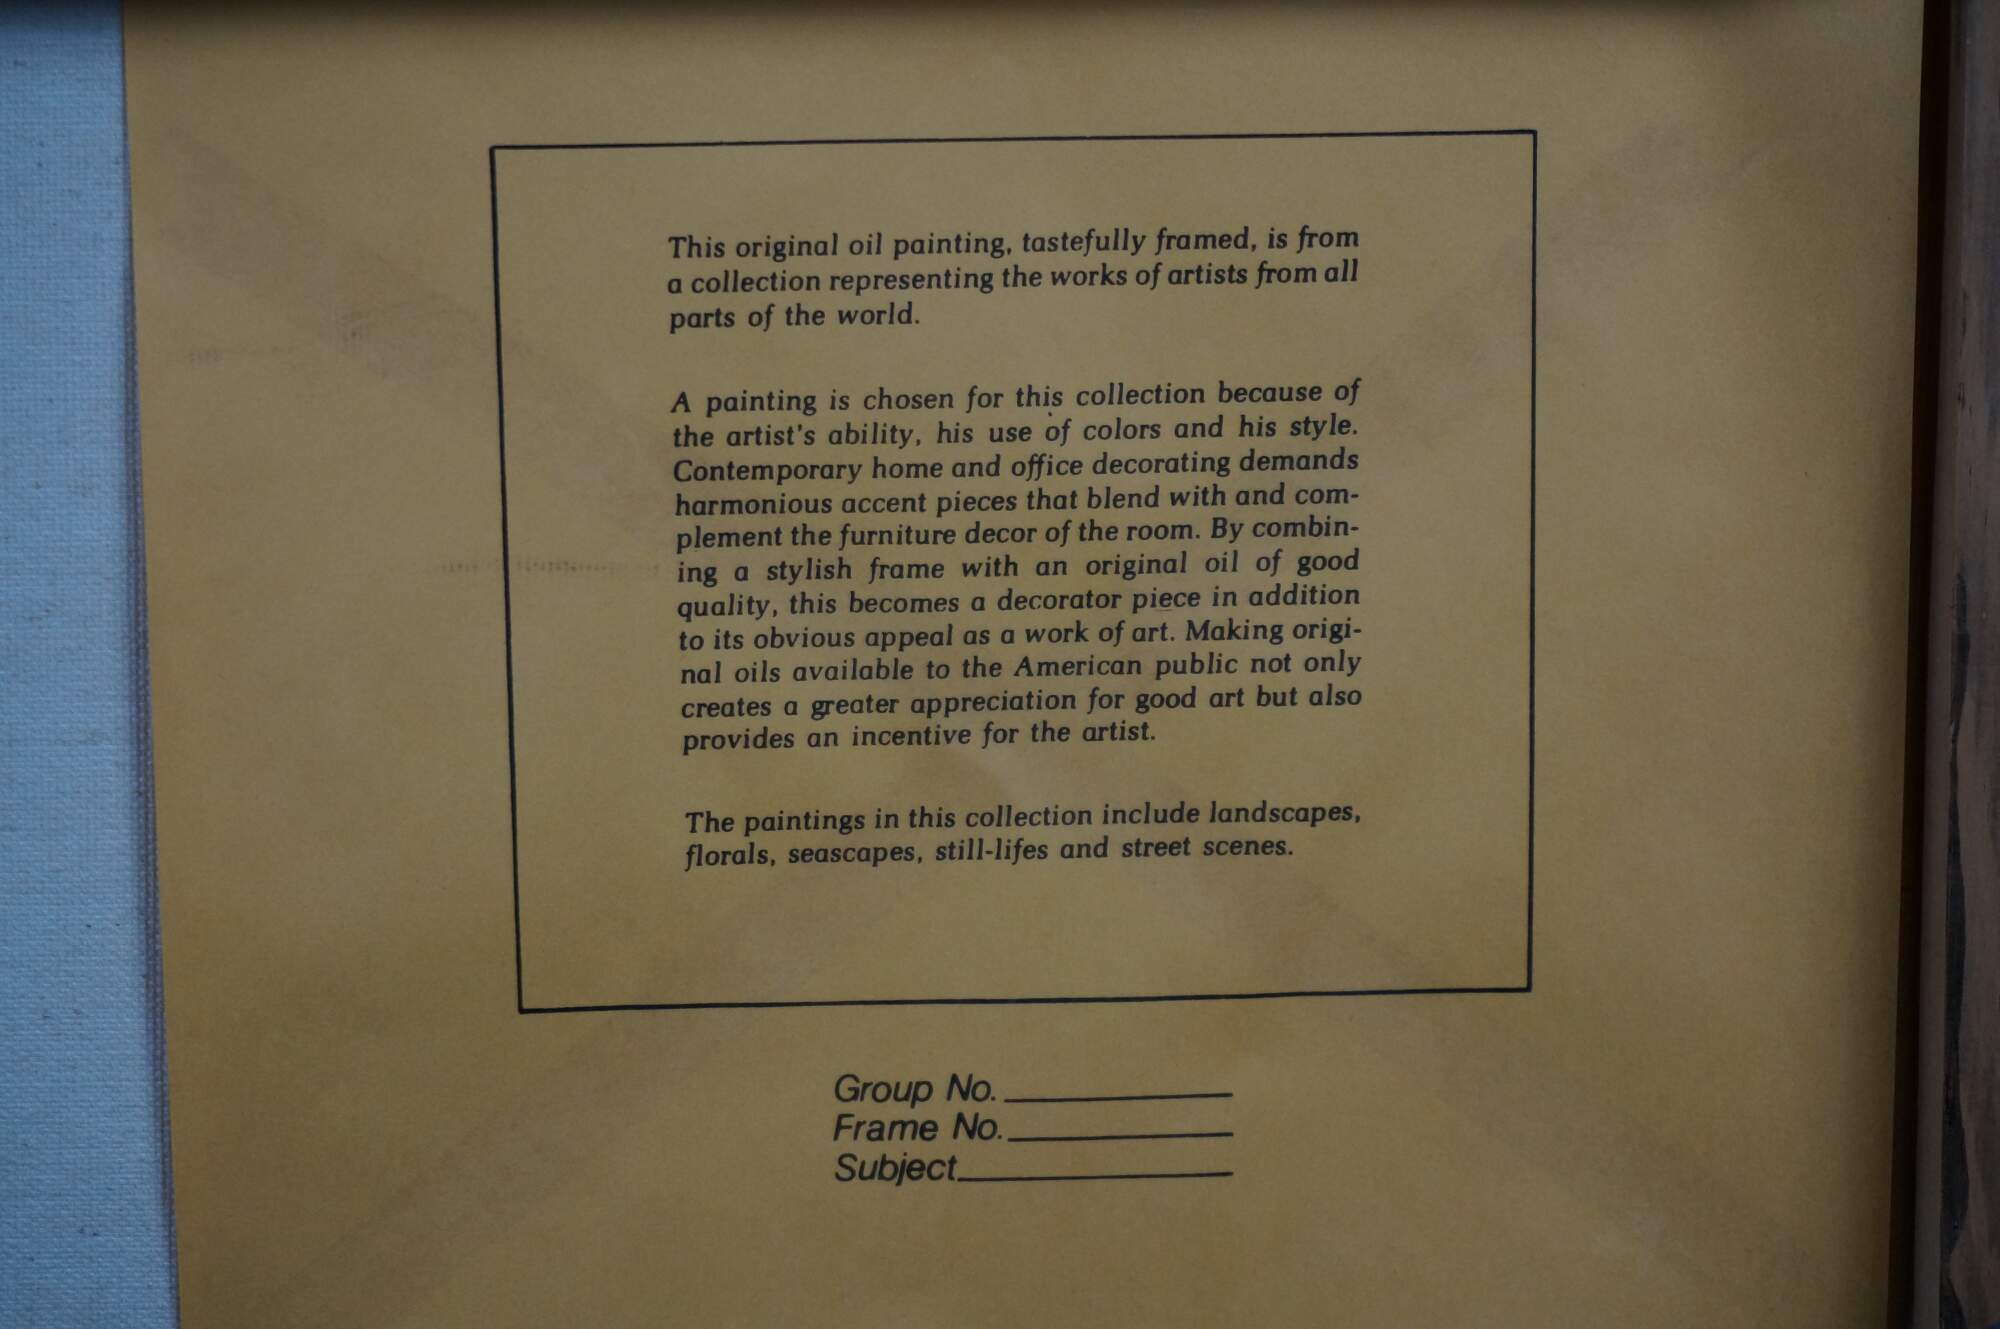 This original oil painting, tastefully framed, is from
a collection representing the works of artists from all
parts of the world.
A painting is chosen for this collection because of
the artist's ability, his use of colors and his style.
Contemporary home and office decorating demands
harmonious accent pieces that blend with and com-
plement the furniture decor of the room. By combin-
ing a stylish frame with an original oil of good
quality, this becomes a decorator piece in addition
to its obvious appeal as a work of art. Making origi-
nal oils available to the American public not only
creates a greater appreciation for good art but also
provides an incentive for the artist.
The paintings in this collection include landscapes,
florals, seascapes, still-lifes and street scenes.
Group No.
Frame No.
Subject